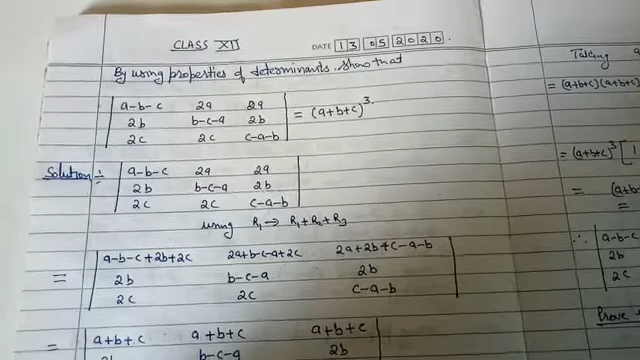 CLASS XII
DATE 13 05 2020
By using properties of determinants. show that
| a-b-c 2a 2a |
| 2b b-c-a 2b | = (a+b+c)³.
| 2c 2c c-a-b |
Solution:- | a-b-c 2a 2a |
| 2b b-c-a 2b |
| 2c 2c c-a-b |
using R₁ → R₁+R₂+R₃
= | a-b-c+2b+2c 2a+b-c-a+2c 2a+2b+c-a-b |
| 2b b-c-a 2b |
| 2c 2c c-a-b |
= | a+b+c a+b+c a+b+c |
b-c-a 2b
Taking
= (a+b+c)(a+b+c)
= (a+b+c)³ [ 1
= (a+b
=
∴ | a-b-c
| 2b
| 2c
Prove